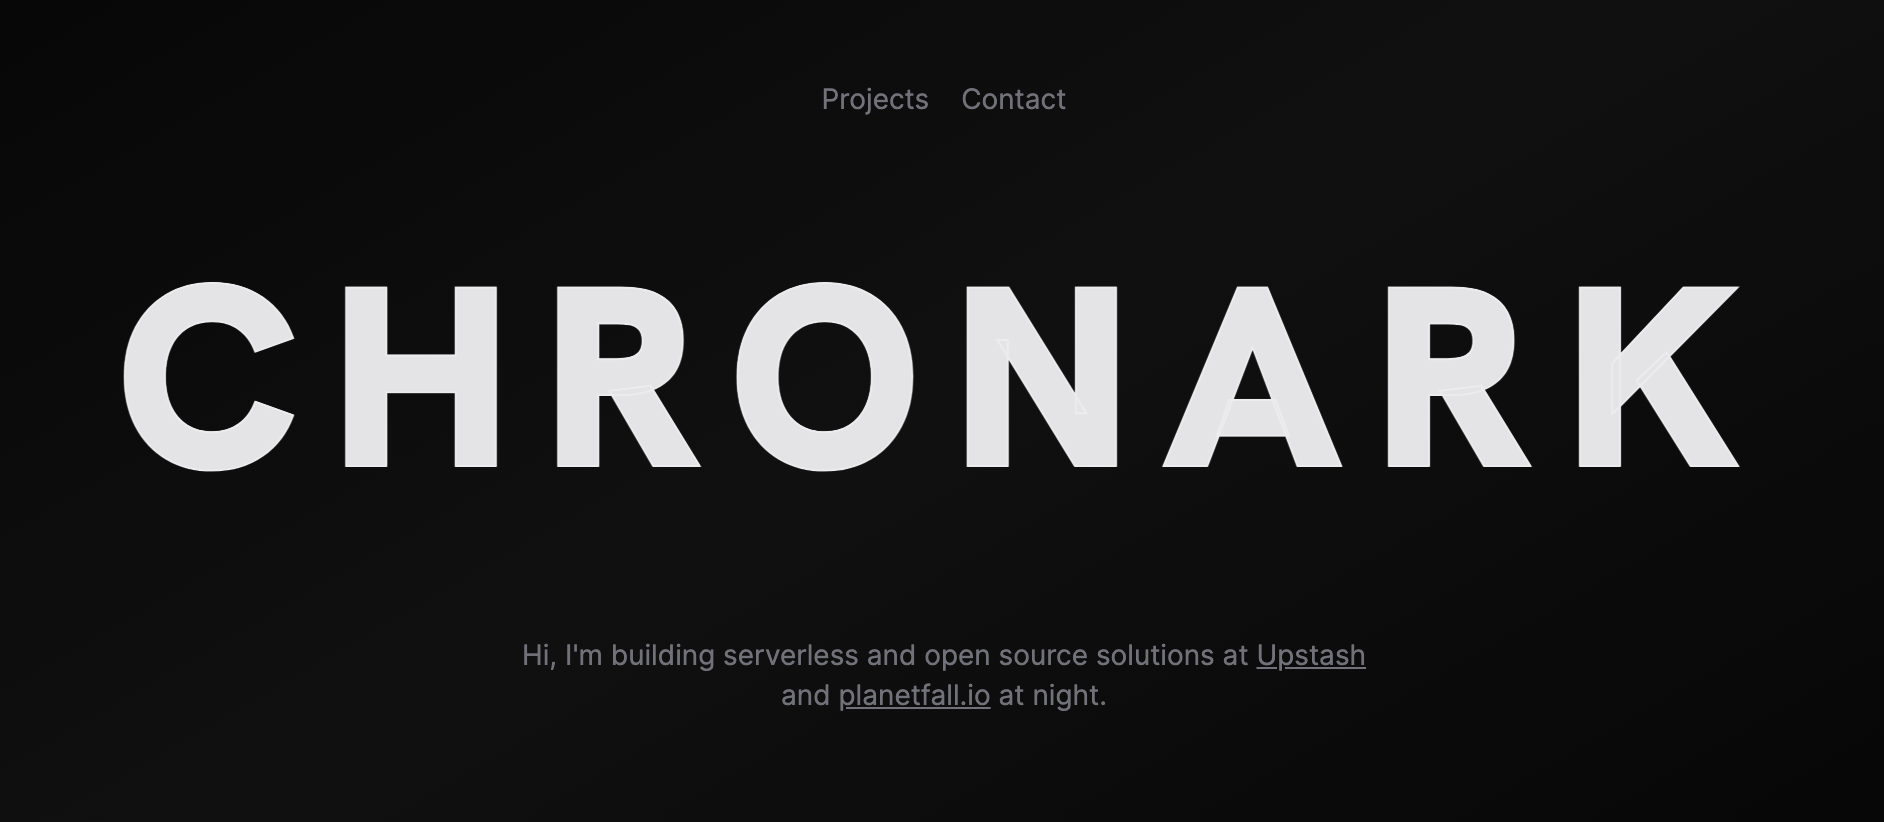 Projects Contact
CHRONARK
Hi, I'm building serverless and open source solutions at Upstash
and planetfall.io at night.